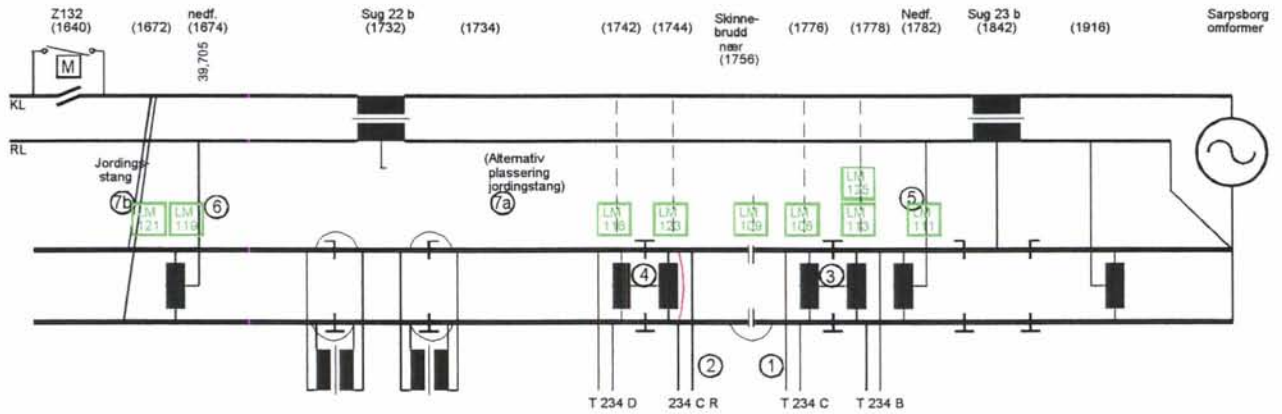 Z132
(1640)
(1672)
nedf.
(1674)
39,705
Sug 22 b
(1732)
(1734)
(1742)
(1744)
Skinne-
brudd
nær
(1756)
(1776)
(1778)
Nedf.
(1782)
Sug 23 b
(1842)
(1916)
Sarpsborg
omformer
M
KL
RL
Jordings-
stang
(Alternativ
plassering
jordingstang)
7b
LM
121
LM
119
6
7a
LM
LM
123
LM
109
LM
LM
LM
113
5
LM
111
4
3
2
1
T 234 D
234 C R
T 234 C
T 234 B